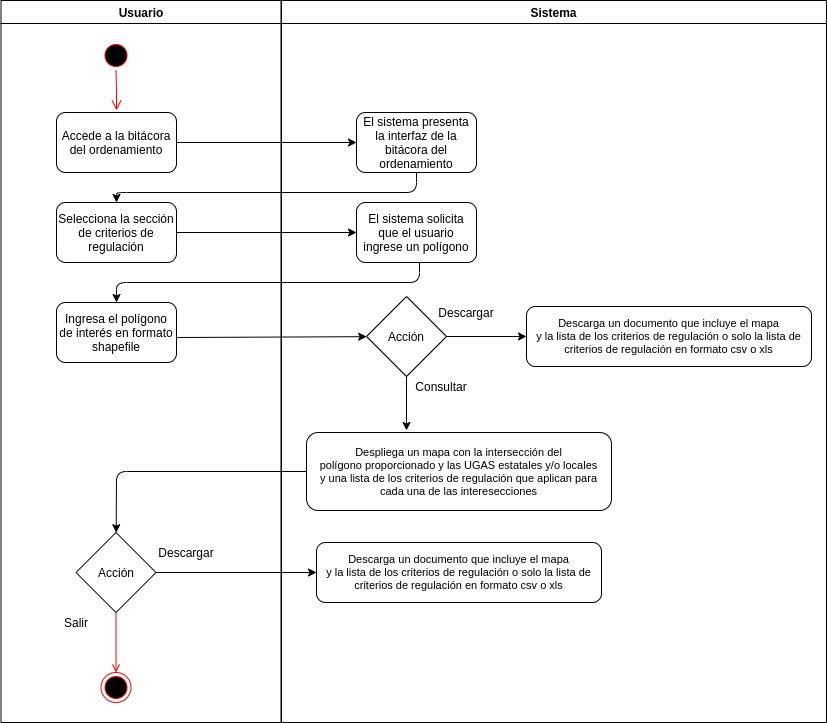 Usuario
Sistema
Accede a la bitácora
del ordenamiento
El sistema presenta
la interfaz de la
bitácora del
ordenamiento
Selecciona la sección
de criterios de
regulación
El sistema solicita
que el usuario
ingrese un polígono
Ingresa el polígono
de interés en formato
shapefile
Acción
Descargar
Descarga un documento que incluye el mapa
y la lista de los criterios de regulación o solo la lista de
criterios de regulación en formato csv o xls
Consultar
Despliega un mapa con la intersección del
polígono proporcionado y las UGAS estatales y/o locales
y una lista de los criterios de regulación que aplican para
cada una de las interesecciones
Acción
Descargar
Descarga un documento que incluye el mapa
y la lista de los criterios de regulación o solo la lista de
criterios de regulación en formato csv o xls
Salir